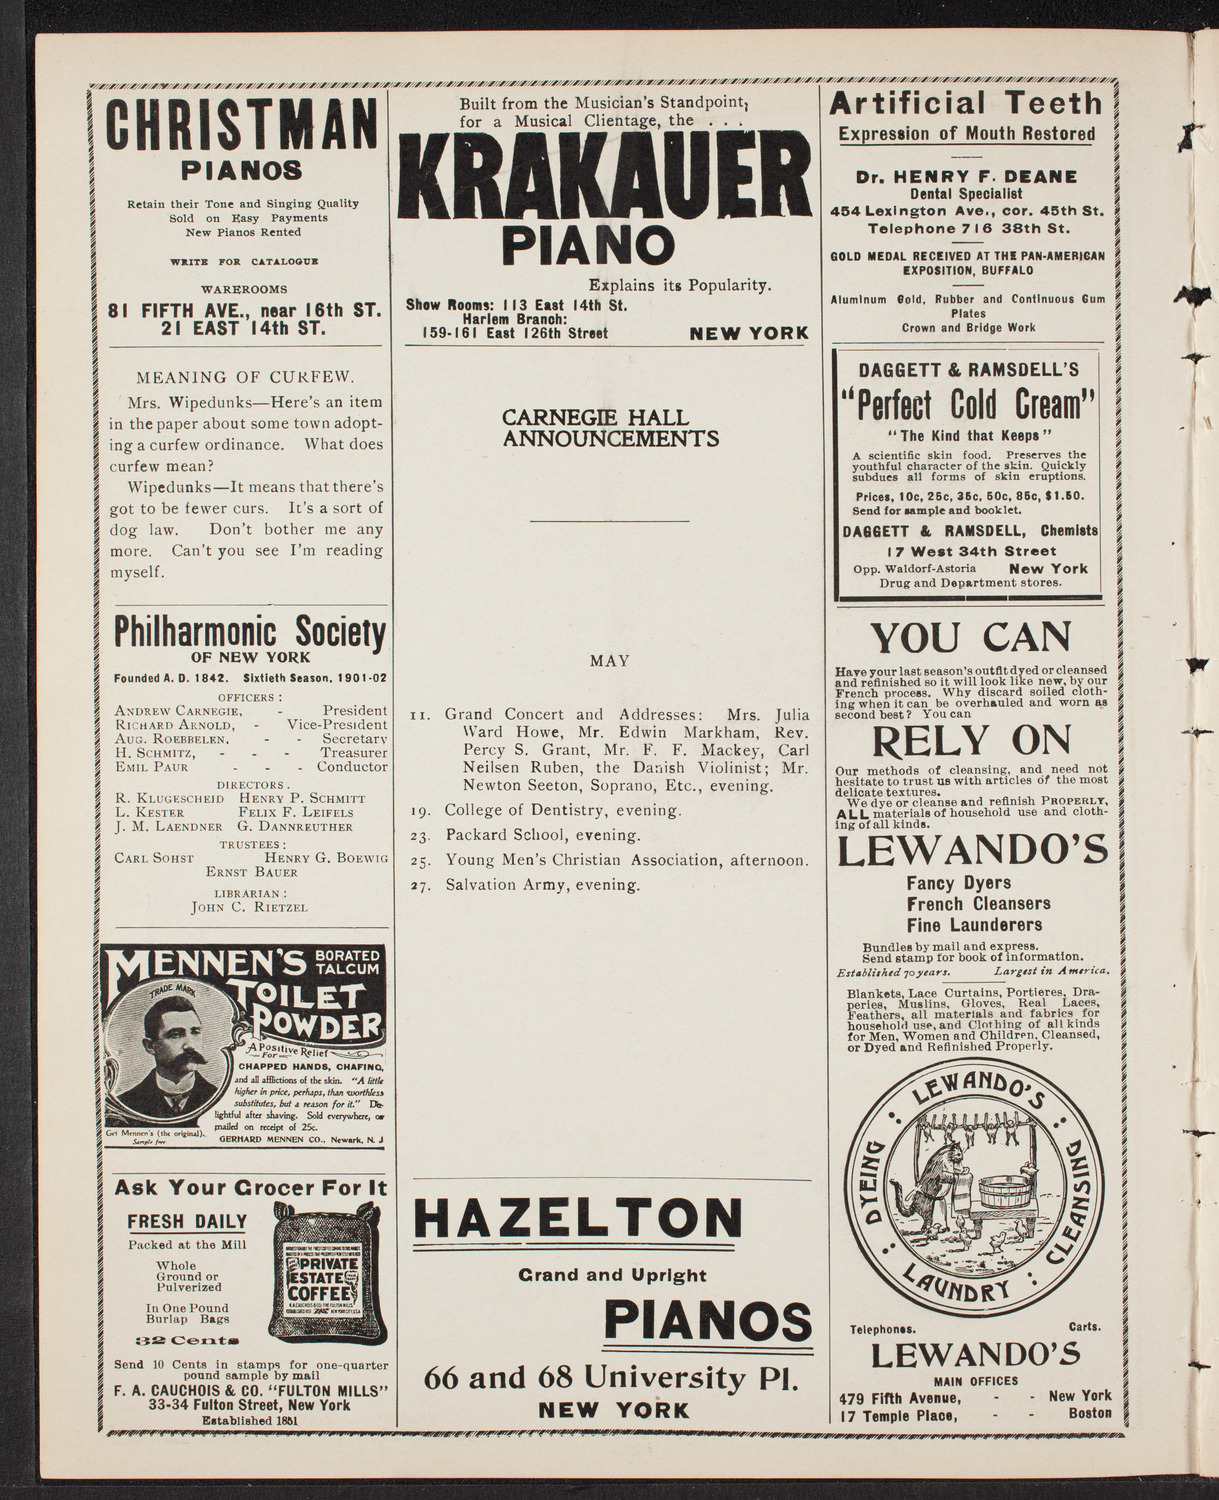 CHRISTMAN
PIANOS
Retain their Tone and Singing Quality
Sold on Easy Payments
New Pianos Rented
WRITE FOR CATALOGUE
WAREROOMS
81 FIFTH AVE., near 16th ST.
21 EAST 14th ST.
MEANING OF CURFEW.
Mrs. Wipedunks—Here's an item
in the paper about some town adopt-
ing a curfew ordinance. What does
curfew mean?
Wipedunks—It means that there's
got to be fewer curs. It's a sort of
dog law. Don't bother me any
more. Can't you see I'm reading
myself.
Philharmonic Society
OF NEW YORK
Founded A. D. 1842. Sixtieth Season, 1901-02
OFFICERS:
ANDREW CARNEGIE, - President
RICHARD ARNOLD, - Vice-President
AUG. ROEBBELEN, - - Secretary
H. SCHMITZ, - - - Treasurer
EMIL PAUR - - - Conductor
DIRECTORS.
R. KLUGESCHEID HENRY P. SCHMITT
L. KESTER FELIX F. LEIFELS
J. M. LAENDNER G. DANNREUTHER
TRUSTEES:
CARL SOHST HENRY G. BOEWIG
ERNST BAUER
LIBRARIAN:
JOHN C. RIETZEL
MENNEN'S BORATED
TALCUM
TOILET
POWDER
TRADE MARK
A Positive Relief
For
CHAPPED HANDS, CHAFING,
and all afflictions of the skin. "A little
higher in price, perhaps, than worthless
substitutes, but a reason for it." De-
lightful after shaving. Sold everywhere, or
mailed on receipt of 25c.
Get Mennen's (the original).
Sample free
GERHARD MENNEN CO., Newark, N. J
Ask Your Grocer For It
FRESH DAILY
Packed at the Mill
Whole
Ground or
Pulverized
In One Pound
Burlap Bags
32 Cents
PRIVATE
ESTATE
COFFEE
Send 10 Cents in stamps for one-quarter
pound sample by mail
F. A. CAUCHOIS & CO. "FULTON MILLS"
33-34 Fulton Street, New York
Established 1851
Built from the Musician's Standpoint,
for a Musical Clientage, the . . .
KRAKAUER
PIANO
Explains its Popularity.
Show Rooms: 113 East 14th St.
Harlem Branch:
159-161 East 126th Street NEW YORK
CARNEGIE HALL
ANNOUNCEMENTS
MAY
11. Grand Concert and Addresses: Mrs. Julia
Ward Howe, Mr. Edwin Markham, Rev.
Percy S. Grant, Mr. F. F. Mackey, Carl
Neilsen Ruben, the Danish Violinist; Mr.
Newton Seeton, Soprano, Etc., evening.
19. College of Dentistry, evening.
23. Packard School, evening.
25. Young Men's Christian Association, afternoon.
27. Salvation Army, evening.
HAZELTON
Grand and Upright
PIANOS
66 and 68 University Pl.
NEW YORK
Artificial Teeth
Expression of Mouth Restored
Dr. HENRY F. DEANE
Dental Specialist
454 Lexington Ave., cor. 45th St.
Telephone 716 38th St.
GOLD MEDAL RECEIVED AT THE PAN-AMERICAN
EXPOSITION, BUFFALO
Aluminum Gold, Rubber and Continuous Gum
Plates
Crown and Bridge Work
DAGGETT & RAMSDELL'S
"Perfect Cold Cream"
"The Kind that Keeps"
A scientific skin food. Preserves the
youthful character of the skin. Quickly
subdues all forms of skin eruptions.
Prices, 10c, 25c, 35c, 50c, 85c, $1.50.
Send for sample and booklet.
DAGGETT & RAMSDELL, Chemists
17 West 34th Street
Opp. Waldorf-Astoria New York
Drug and Department stores.
YOU CAN
Have your last season's outfit dyed or cleansed
and refinished so it will look like new, by our
French process. Why discard soiled cloth-
ing when it can be overhauled and worn as
second best? You can
RELY ON
Our methods of cleansing, and need not
hesitate to trust us with articles of the most
delicate textures.
We dye or cleanse and refinish PROPERLY,
ALL materials of household use and cloth-
ing of all kinds.
LEWANDO'S
Fancy Dyers
French Cleansers
Fine Launderers
Bundles by mail and express.
Send stamp for book of information.
Established 70 years. Largest in America.
Blankets, Lace Curtains, Portieres, Dra-
peries, Muslins, Gloves, Real Laces,
Feathers, all materials and fabrics for
household use, and Clothing of all kinds
for Men, Women and Children, Cleansed,
or Dyed and Refinished Properly.
LEWANDO'S
DYEING : CLEANSING
: LAUNDRY :
Telephones. Carts.
LEWANDO'S
MAIN OFFICES
479 Fifth Avenue, - - New York
17 Temple Place, - - Boston